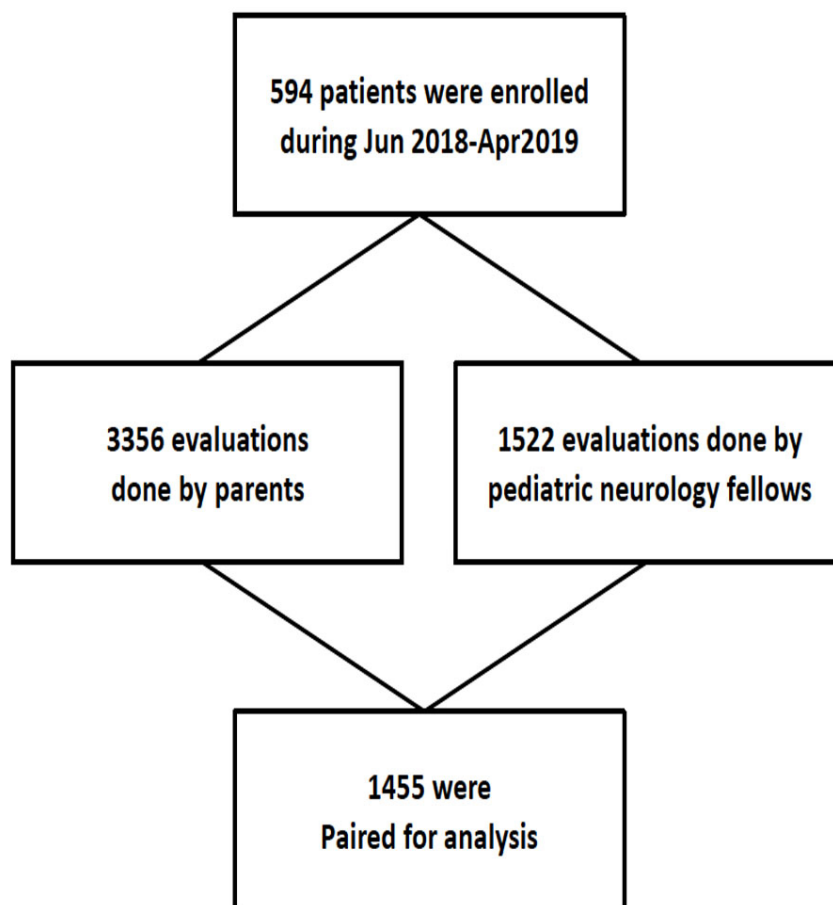 594 patients were enrolled
during Jun 2018-Apr2019
3356 evaluations
done by parents
1522 evaluations done by
pediatric neurology fellows
1455 were
Paired for analysis